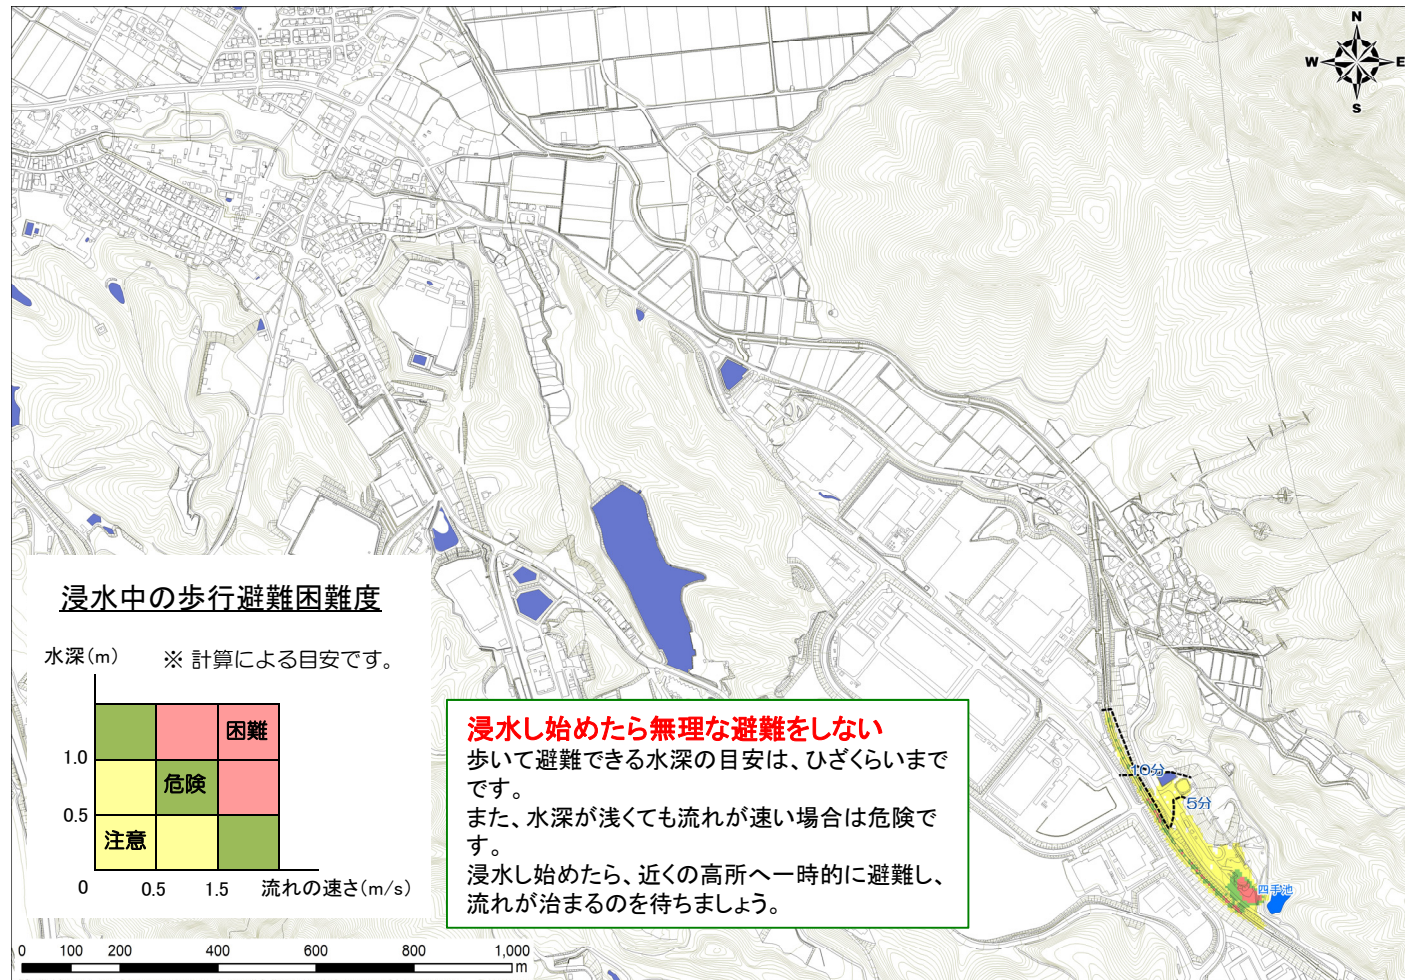 N
W
E
S
浸水中の歩行避難困難度
水深(m)
※ 計算による目安です。
困難
1.0
危険
0.5
注意
0
0.5
1.5
流れの速さ(m/s)
浸水し始めたら無理な避難をしない
歩いて避難できる水深の目安は、ひざくらいまで
です。
また、水深が浅くても流れが速い場合は危険で
す。
浸水し始めたら、近くの高所へ一時的に避難し、
流れが治まるのを待ちましょう。
10分
5分
四手池
0 100 200 400 600 800 1,000
m